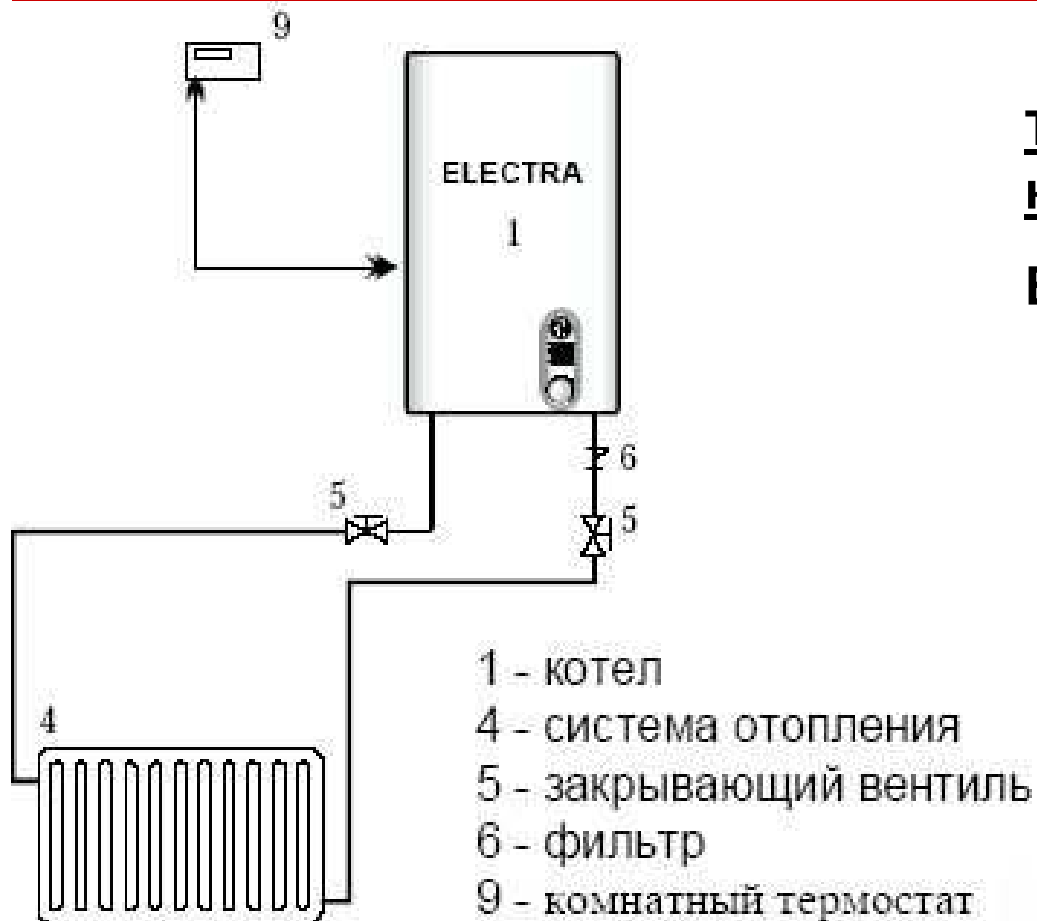 9
ELECTRA
1
6
5
5
4
1 - котел
4 - система отопления
5 - закрывающий вентиль
6 - фильтр
9 - комнатный термостат